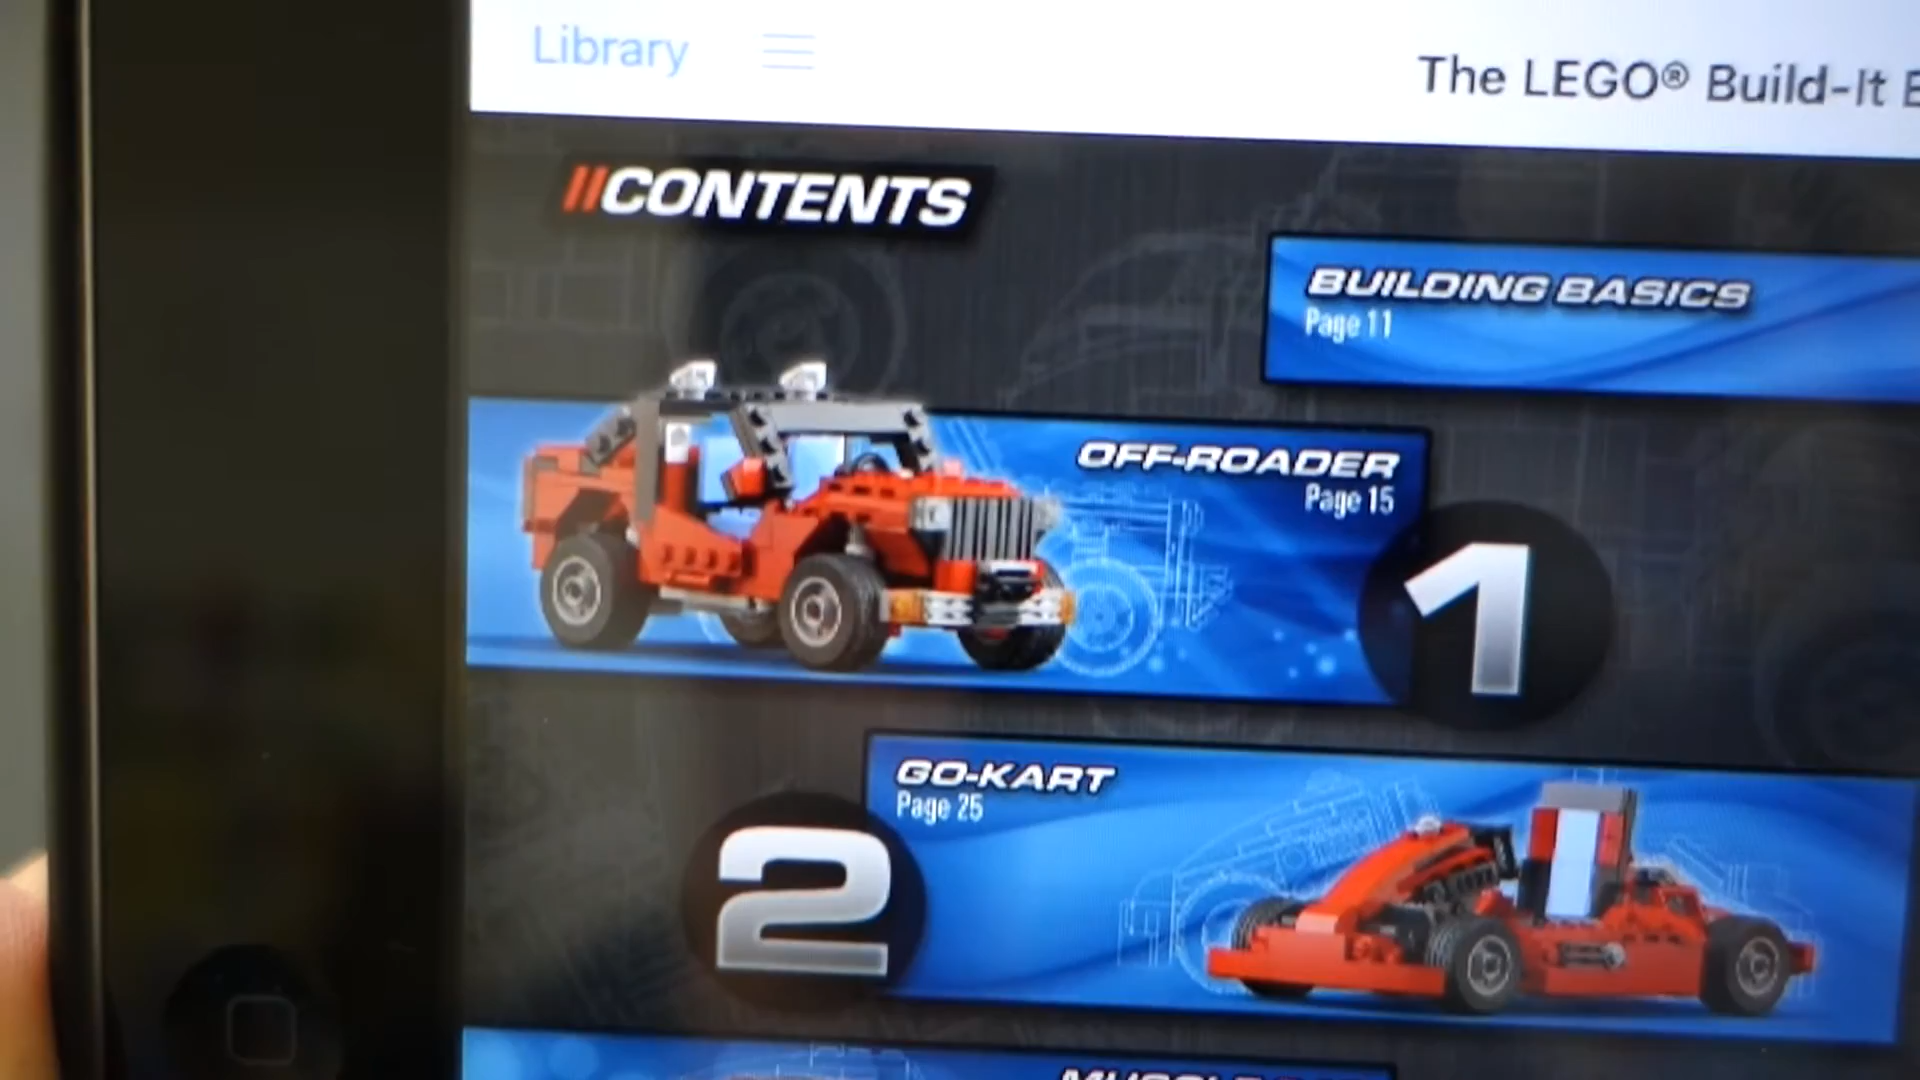 Library
The LEGO® Build-It
//CONTENTS
BUILDING BASICS
Page 11
OFF-ROADER
Page 15
1
GO-KART
Page 25
2